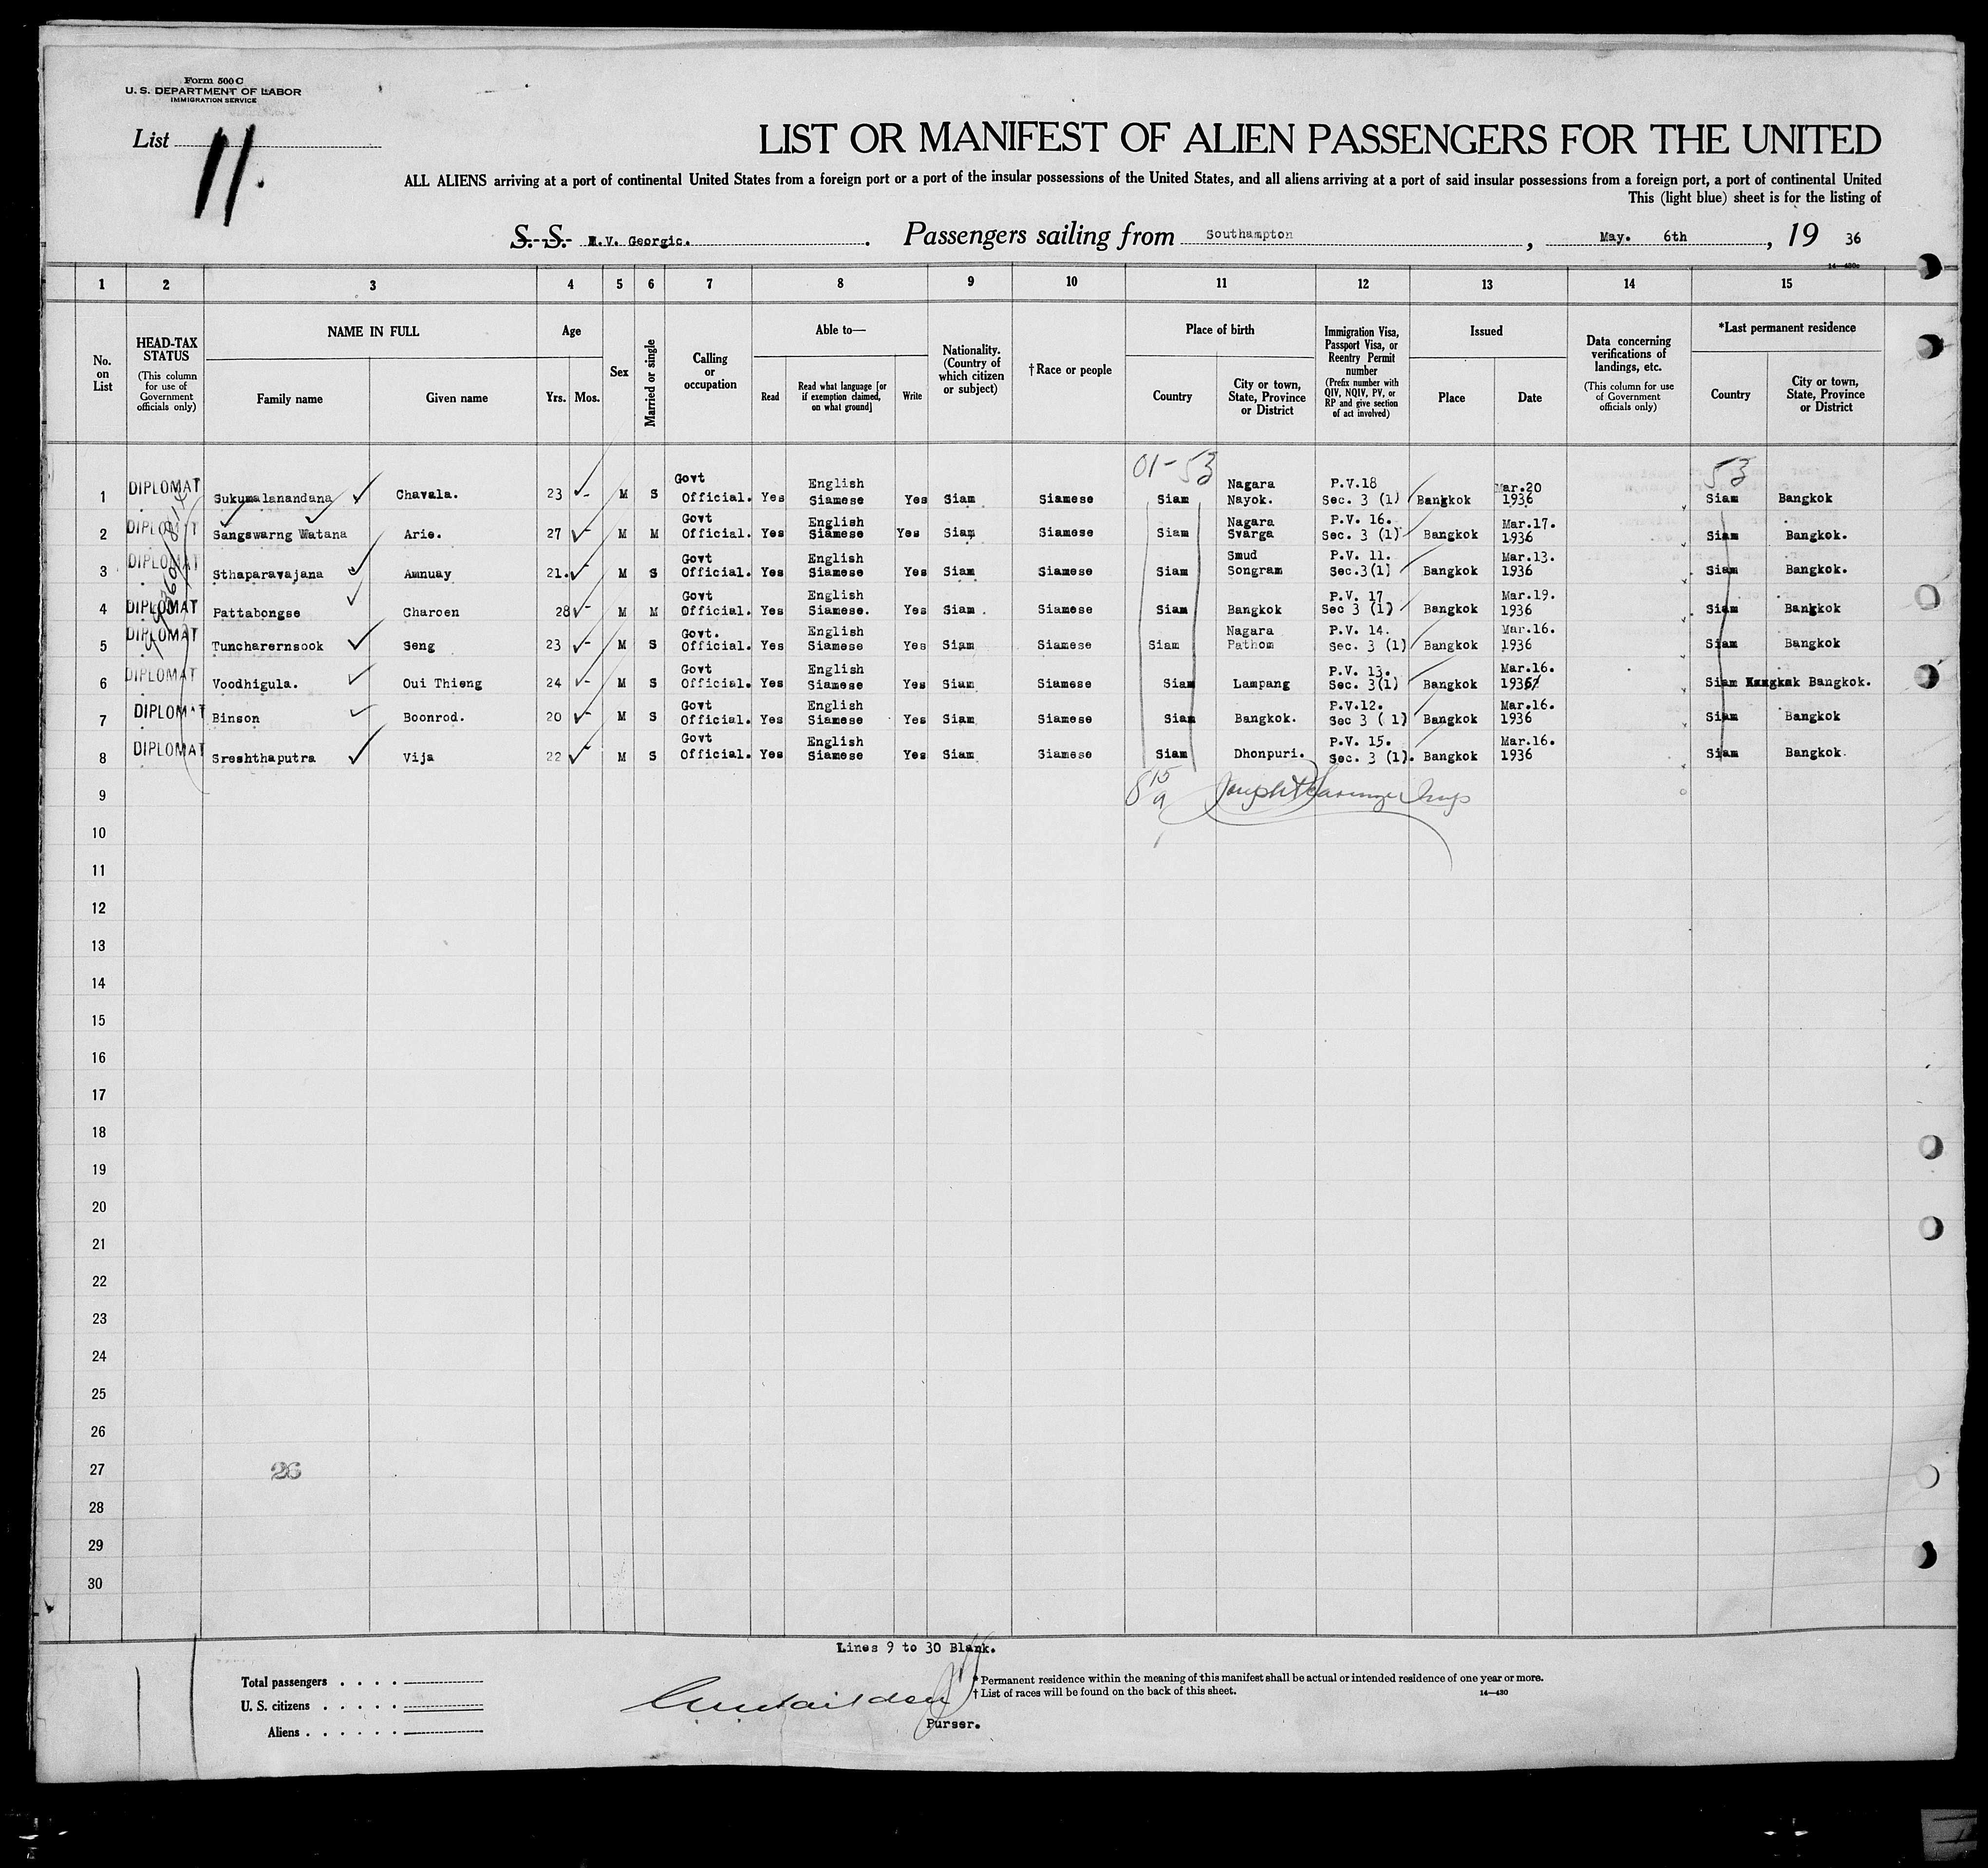 Form 500 C
U. S. DEPARTMENT OF LABOR
IMMIGRATION SERVICE
List 11.
LIST OR MANIFEST OF ALIEN PASSENGERS FOR THE UNITED
ALL ALIENS arriving at a port of continental United States from a foreign port or a port of the insular possessions of the United States, and all aliens arriving at a port of said insular possessions from a foreign port, a port of continental United
This (light blue) sheet is for the listing of
S. S. M.V. Georgic. Passengers sailing from Southampton , May. 6th , 19 36
14—430c
1 2 3 4 5 6 7 8 9 10 11 12 13 14 15
No. on List
HEAD-TAX STATUS (This column for use of Government officials only)
NAME IN FULL Family name Given name
Age Yrs. Mos.
Sex
Married or single
Calling or occupation
Able to— Read Read what language [or if exemption claimed, on what ground] Write
Nationality. (Country of which citizen or subject)
†Race or people
Place of birth Country City or town, State, Province or District
Immigration Visa, Passport Visa, or Reentry Permit number (Prefix number with QIV, NQIV, PV, or RP and give section of act involved)
Issued Place Date
Data concerning verifications of landings, etc. (This column for use of Government officials only)
*Last permanent residence Country City or town, State, Province or District
01-53 53
1 DIPLOMAT Sukumalanandana Chavala. 23 M S Govt Official. Yes English Siamese Yes Siam Siamese Siam Nagara Nayok. P.V.18 Sec. 3 (1) Bangkok Mar.20 1936 Siam Bangkok
2 DIPLOMAT Sangswarng Watana Arie. 27 M M Govt Official. Yes English Siamese Yes Siam Siamese Siam Nagara Svarga P.V. 16. Sec. 3 (1) Bangkok Mar.17. 1936 Siam Bangkok.
3 DIPLOMAT Sthaparavajana Amnuay 21. M S Govt Official. Yes English Siamese Yes Siam Siamese Siam Smud Songram P.V. 11. Sec.3(1) Bangkok Mar.13. 1936 Siam Bangkok.
4 DIPLOMAT Pattabongse Charoen 28 M M Govt Official. Yes English Siamese. Yes Siam. Siamese Siam Bangkok P.V. 17 Sec 3 (1) Bangkok Mar.19. 1936 Siam Bangkok
5 DIPLOMAT Tuncharernsook Seng 23 M S Govt. Official. Yes English Siamese Yes Siam Siamese Siam Nagara Pathom P.V. 14. Sec. 3 (1) Bangkok Mar.16. 1936 Siam Bangkok
6 DIPLOMAT Voodhigula. Oui Thieng 24 M S Govt Official. Yes English Siamese Yes Siam Siamese Siam Lampang P.V. 13. Sec. 3(1) Bangkok Mar.16. 1936 Siam Bangkok.
7 DIPLOMAT Binson Boonrod. 20 M S Govt Official. Yes English Siamese Yes Siam Siamese Siam Bangkok. P.V.12. Sec 3 ( 1) Bangkok Mar.16. 1936 Siam Bangkok
8 DIPLOMAT Sreshthaputra Vija 22 M S Govt Official. Yes English Siamese Yes Siam Siamese Siam Dhonpuri. P.V. 15. Sec. 3 (1). Bangkok Mar.16. 1936 Siam Bangkok.
9
10
11
12
13
14
15
16
17
18
19
20
21
22
23
24
25
26
27 26
28
29
30
Lines 9 to 30 Blank.
Total passengers
U. S. citizens
Aliens
Purser.
* Permanent residence within the meaning of this manifest shall be actual or intended residence of one year or more.
† List of races will be found on the back of this sheet.
14—430